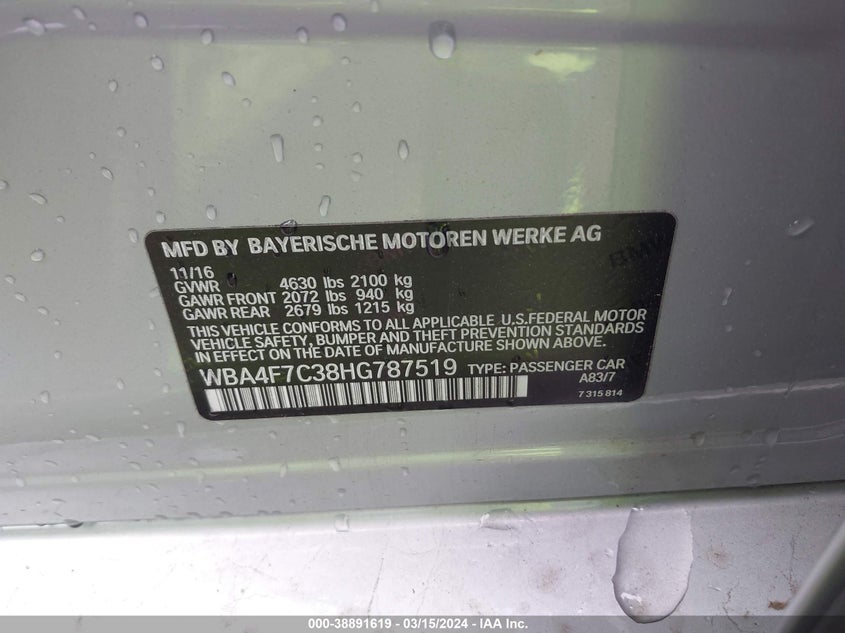 MFD BY BAYERISCHE MOTOREN WERKE AG
11/16
GVWR 4630 lbs 2100 kg
GAWR FRONT 2072 lbs 940 kg
GAWR REAR 2679 lbs 1215 kg
THIS VEHICLE CONFORMS TO ALL APPLICABLE U.S.FEDERAL MOTOR
VEHICLE SAFETY, BUMPER AND THEFT PREVENTION STANDARDS
IN EFFECT ON THE DATE OF MANUFACTURE SHOWN ABOVE.
WBA4F7C38HG787519 TYPE: PASSENGER CAR
A83/7
7 315 814
BMW
000-38891619 - 03/15/2024 - IAA Inc.